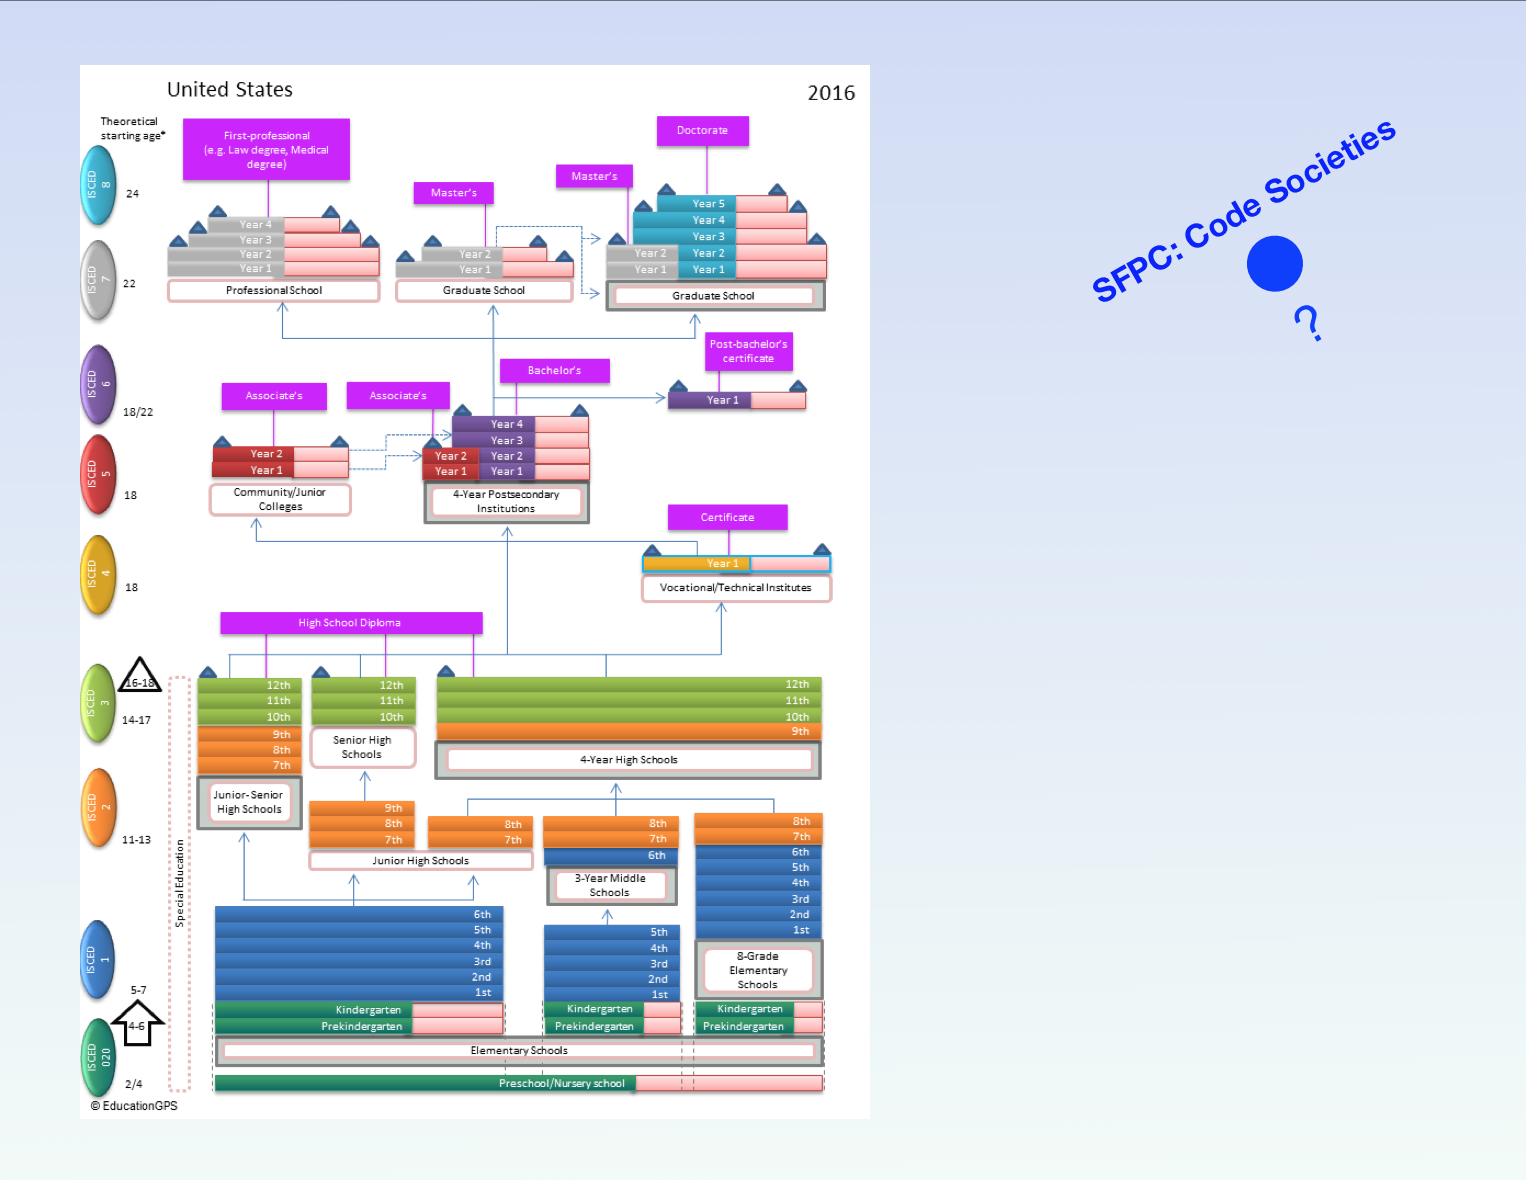 United States
2016
Theoretical
starting age*
First-professional
(e.g. Law degree, Medical
degree)
Doctorate
Master's
Master's
ISCED
8
24
Year 4
Year 3
Year 2
Year 1
Professional School
Year 2
Year 1
Graduate School
Year 5
Year 4
Year 3
Year 2 Year 2
Year 1 Year 1
Graduate School
ISCED
7
22
Post-bachelor's
certificate
Year 1
Bachelor's
Associate's
Associate's
ISCED
6
18/22
Year 2
Year 1
Community/Junior
Colleges
Year 4
Year 3
Year 2 Year 2
Year 1 Year 1
4-Year Postsecondary
Institutions
ISCED
5
18
Certificate
Year 1
Vocational/Technical Institutes
ISCED
4
18
High School Diploma
ISCED
3
16-18
14-17
12th
11th
10th
9th
8th
7th
Junior- Senior
High Schools
12th
11th
10th
Senior High
Schools
12th
11th
10th
9th
4-Year High Schools
ISCED
2
11-13
Special Education
9th
8th
7th
8th
7th
Junior High Schools
8th
7th
6th
3-Year Middle
Schools
8th
7th
6th
5th
4th
3rd
2nd
1st
8-Grade
Elementary
Schools
ISCED
1
5-7
6th
5th
4th
3rd
2nd
1st
Kindergarten
Prekindergarten
5th
4th
3rd
2nd
1st
Kindergarten
Prekindergarten
Kindergarten
Prekindergarten
Elementary Schools
4-6
ISCED
020
2/4
Preschool/Nursery school
© EducationGPS
SFPC: Code Societies
?